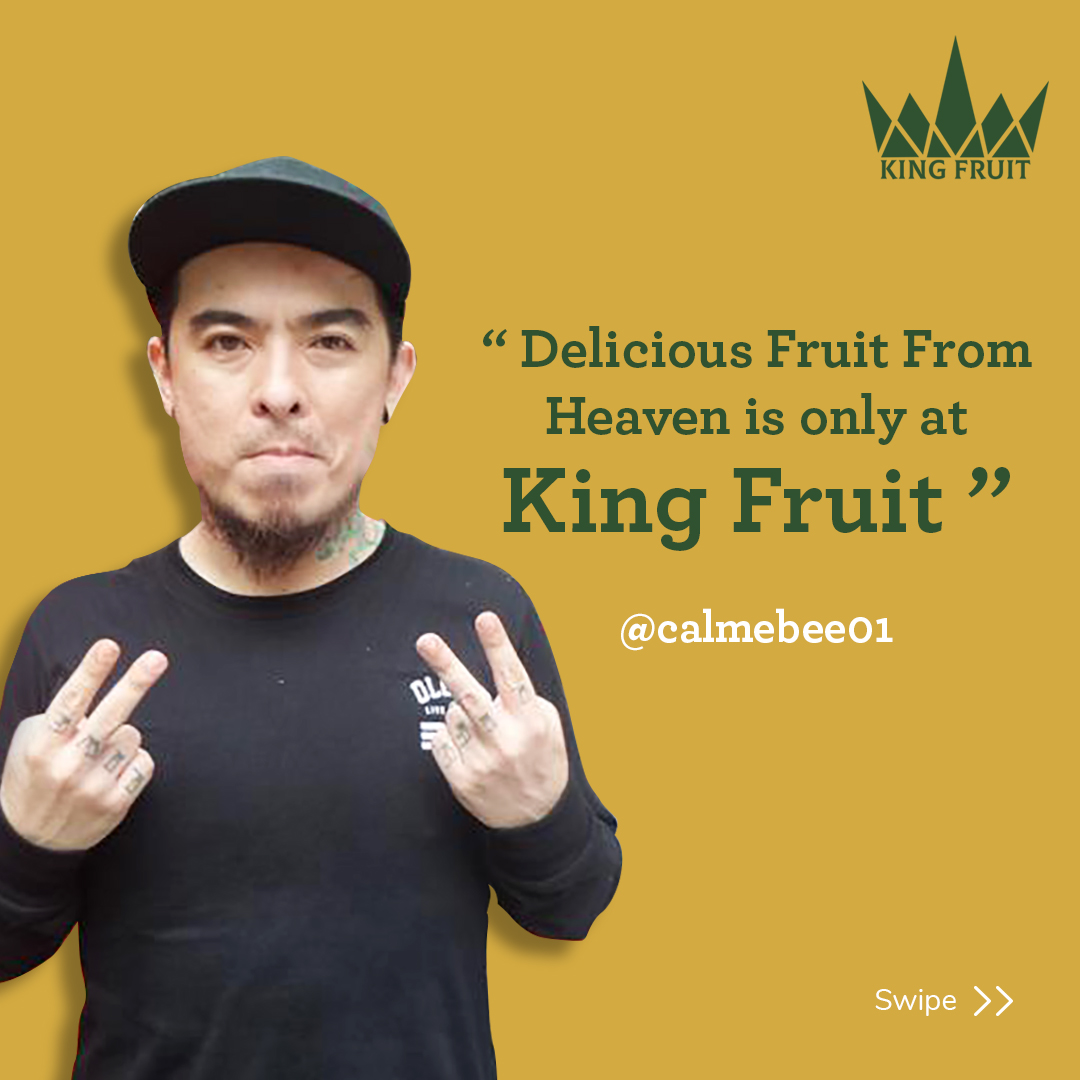 KING FRUIT
“ Delicious Fruit From
Heaven is only at
King Fruit ”
@calmebee01
Swipe